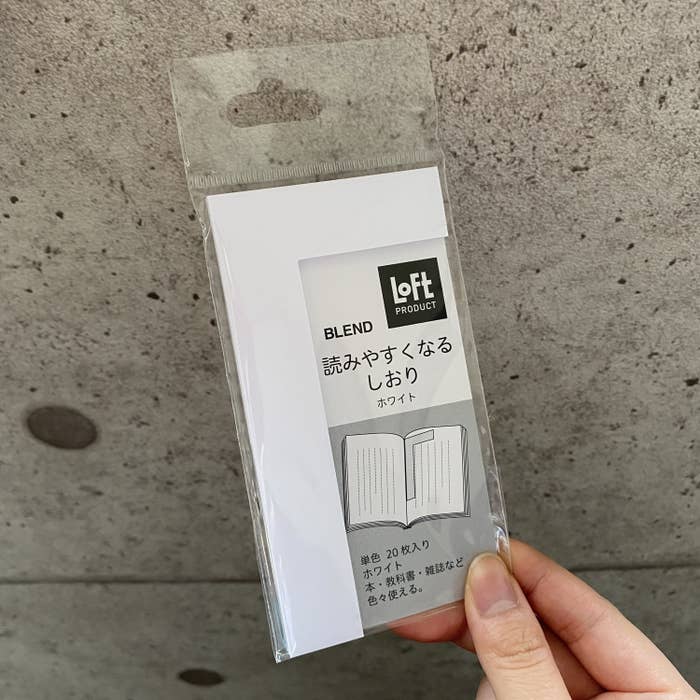 Loft
PRODUCT
BLEND
読みやすくなる
しおり
ホワイト
単色 20枚入り
ホワイト
本・教科書・雑誌など
色々使える。